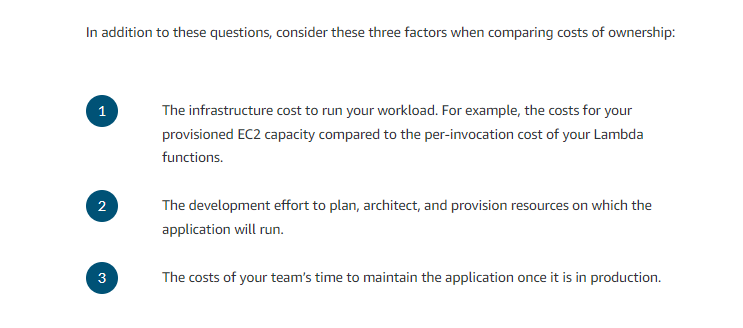 In addition to these questions, consider these three factors when comparing costs of ownership:
1
The infrastructure cost to run your workload. For example, the costs for your
provisioned EC2 capacity compared to the per-invocation cost of your Lambda
functions.
2
The development effort to plan, architect, and provision resources on which the
application will run.
3
The costs of your team's time to maintain the application once it is in production.